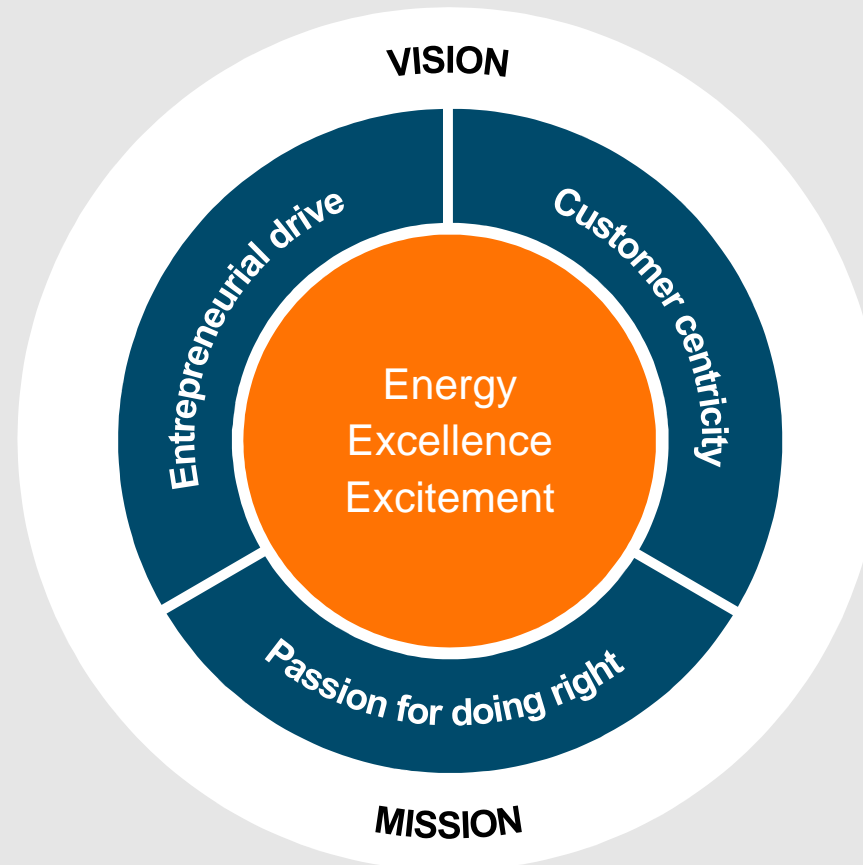 VISION
Entrepreneurial drive
Customer centricity
Energy
Excellence
Excitement
Passion for doing right
MISSION